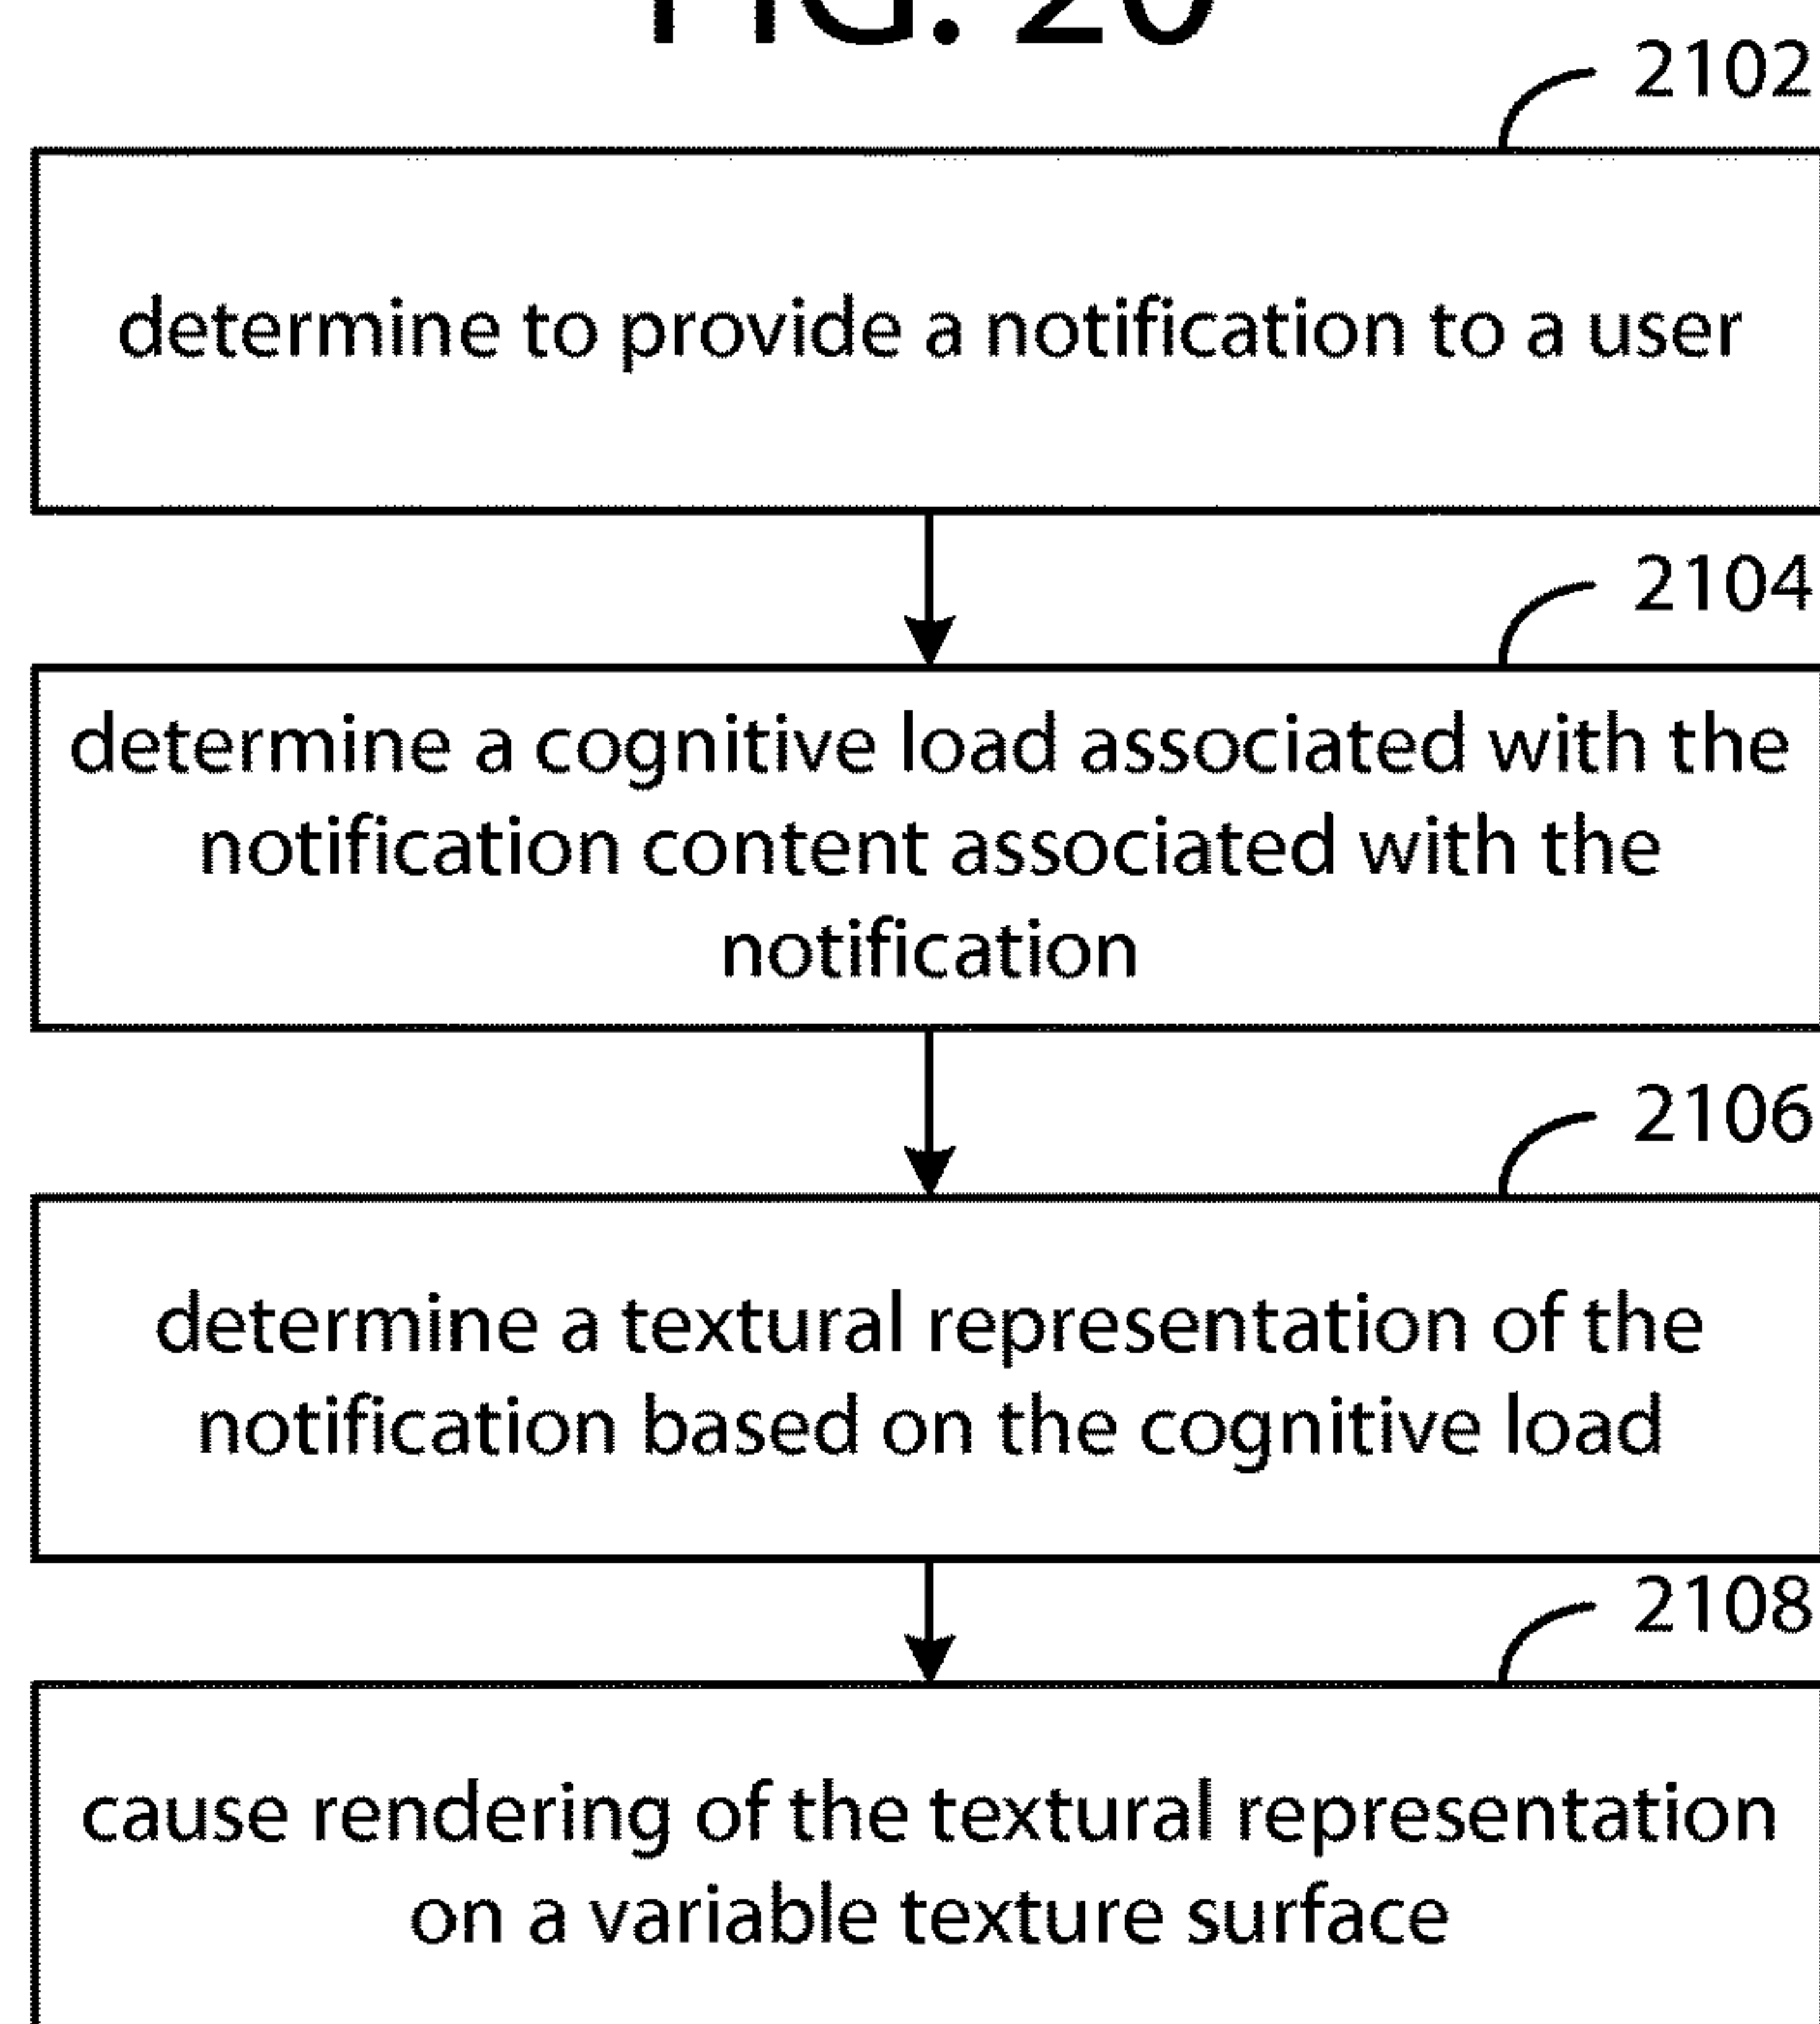 FIG. 20
2102
determine to provide a notification to a user
2104
determine a cognitive load associated with the
notification content associated with the
notification
2106
determine a textural representation of the
notification based on the cognitive load
2108
cause rendering of the textural representation
on a variable texture surface